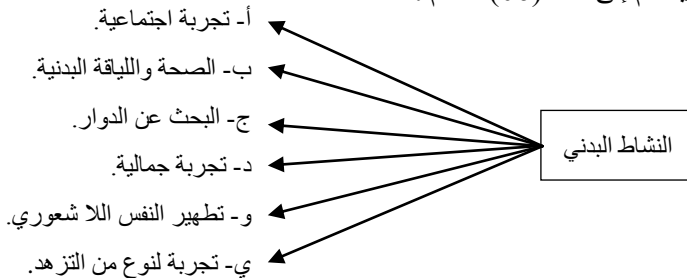 أ- تجربة اجتماعية.
ب- الصحة واللياقة البدنية.
ج- البحث عن الدوار.
النشاط البدني
د- تجربة جمالية.
و- تطهير النفس اللا شعوري.
ي- تجربة لنوع من التزهد.